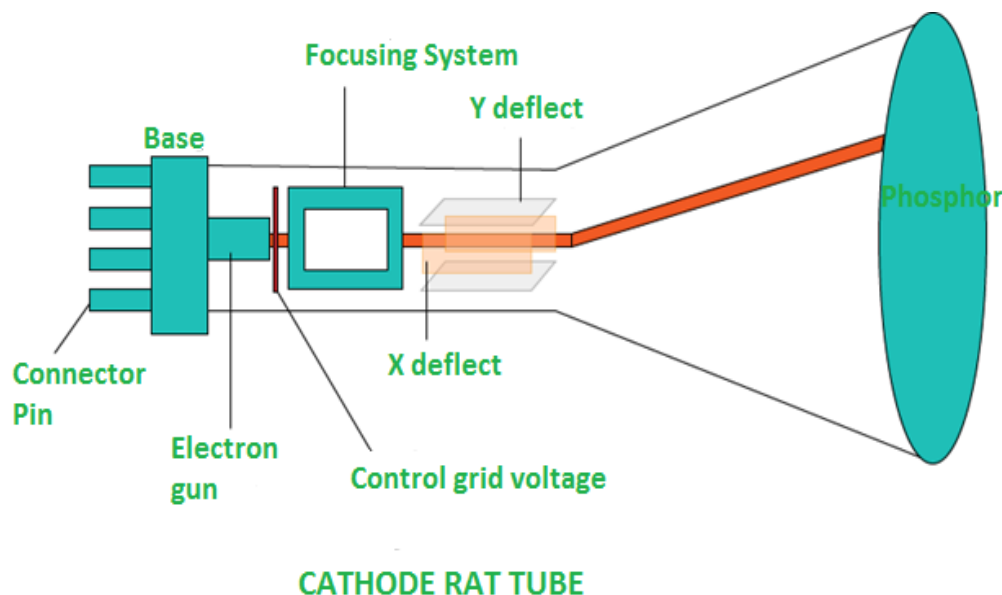 Focusing System
Y deflect
Base
Phosphor
X deflect
Connector
Pin
Electron
gun
Control grid voltage
CATHODE RAT TUBE